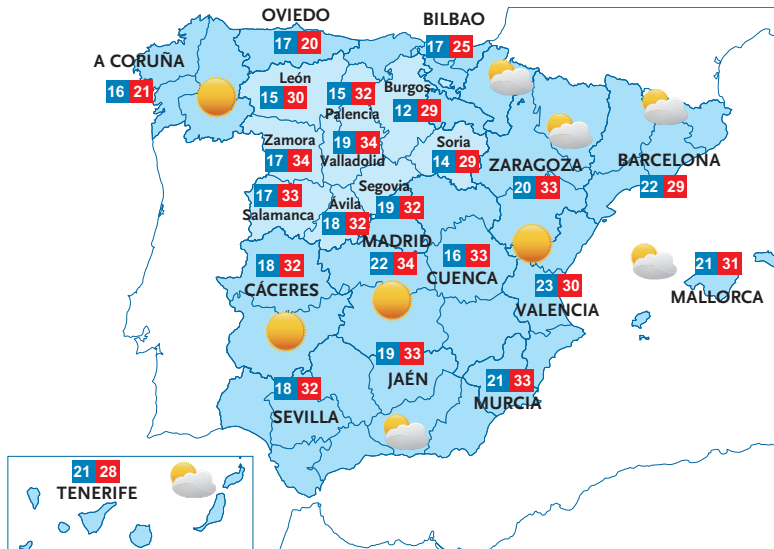 OVIEDO
17 20
BILBAO
17 25
A CORUÑA
16 21
León
15 30
15 32
Palencia
Burgos
12 29
Zamora
17 34
19 34
Valladolid
Soria
14 29
ZARAGOZA
20 33
BARCELONA
22 29
17 33
Salamanca
Ávila
18 32
Segovia
19 32
MADRID
22 34
16 33
CUENCA
18 32
CÁCERES
23 30
VALENCIA
21 31
MALLORCA
19 33
JAÉN
21 33
MURCIA
18 32
SEVILLA
21 28
TENERIFE